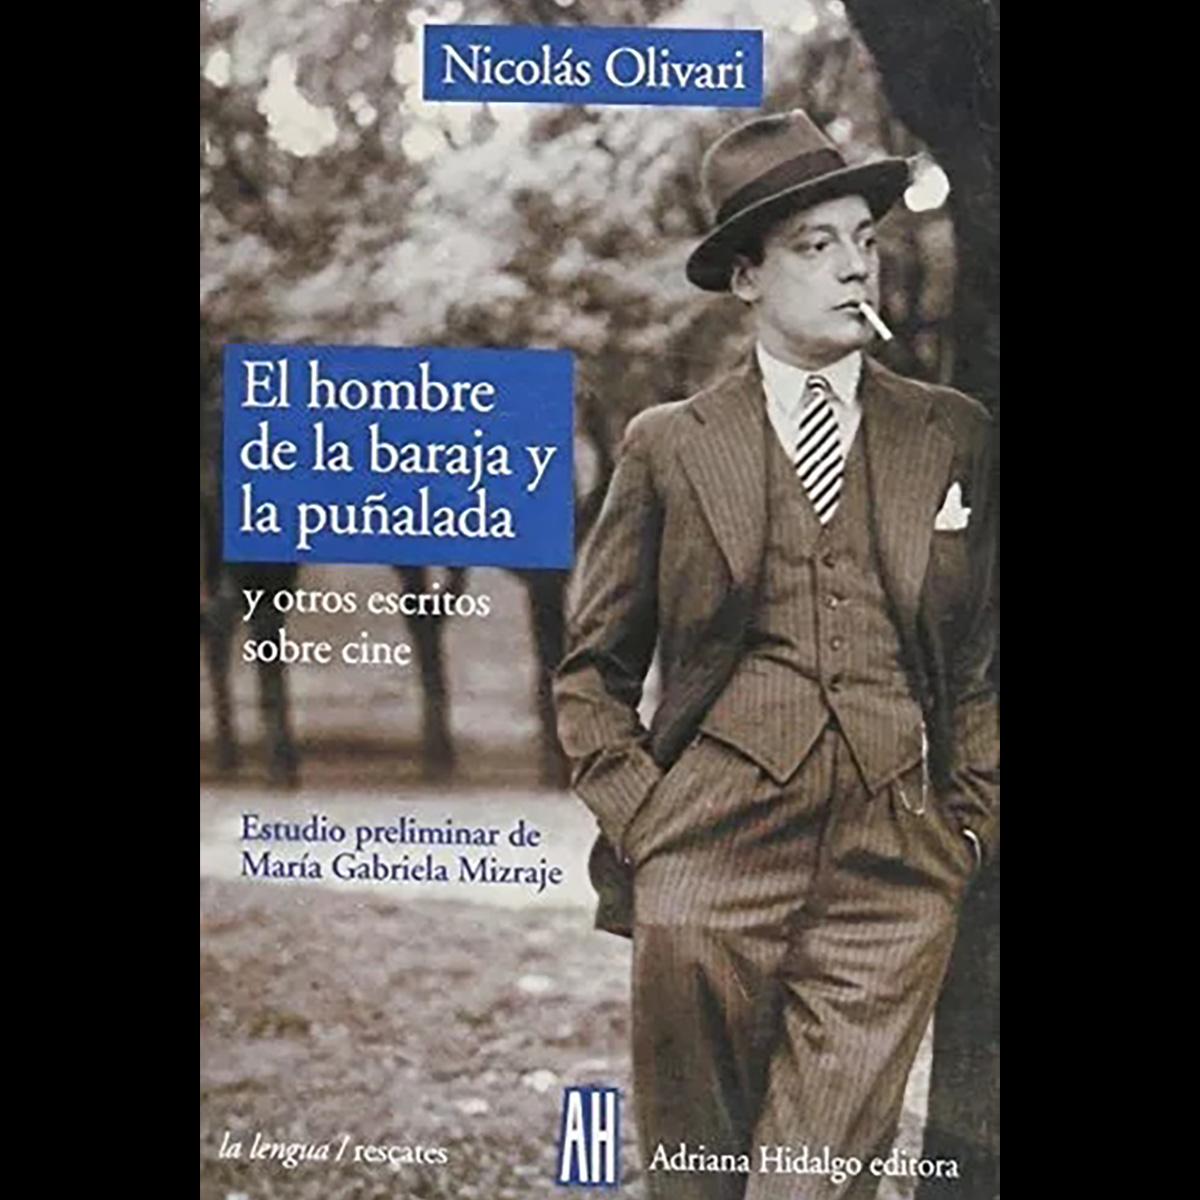 Nicolás Olivari
El hombre
de la baraja y
la puñalada
y otros escritos
sobre cine
Estudio preliminar de
María Gabriela Mizraje
la lengua / rescates
AH
Adriana Hidalgo editora